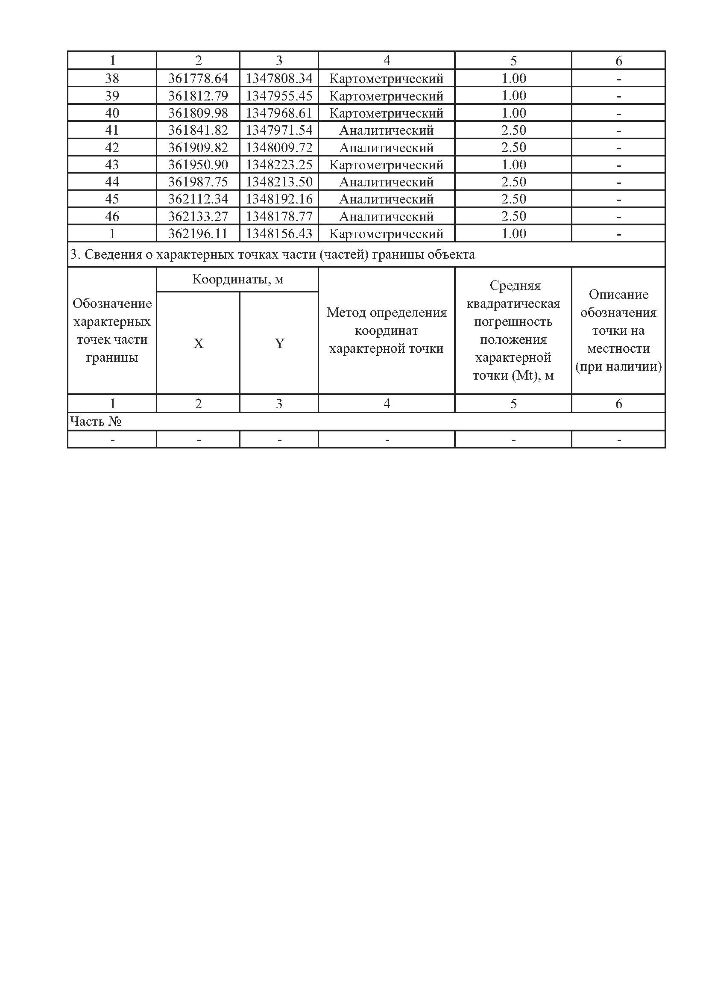 1 2 3 4 5 6
38 361778.64 1347808.34 Картометрический 1.00 -
39 361812.79 1347955.45 Картометрический 1.00 -
40 361809.98 1347968.61 Картометрический 1.00 -
41 361841.82 1347971.54 Аналитический 2.50 -
42 361909.82 1348009.72 Аналитический 2.50 -
43 361950.90 1348223.25 Картометрический 1.00 -
44 361987.75 1348213.50 Аналитический 2.50 -
45 362112.34 1348192.16 Аналитический 2.50 -
46 362133.27 1348178.77 Аналитический 2.50 -
1 362196.11 1348156.43 Картометрический 1.00 -
3. Сведения о характерных точках части (частей) границы объекта
Обозначение
характерных
точек части
границы
Координаты, м
X
Y
Метод определения
координат
характерной точки
Средняя
квадратическая
погрешность
положения
характерной
точки (Mt), м
Описание
обозначения
точки на
местности
(при наличии)
1 2 3 4 5 6
Часть №
- - - - - -